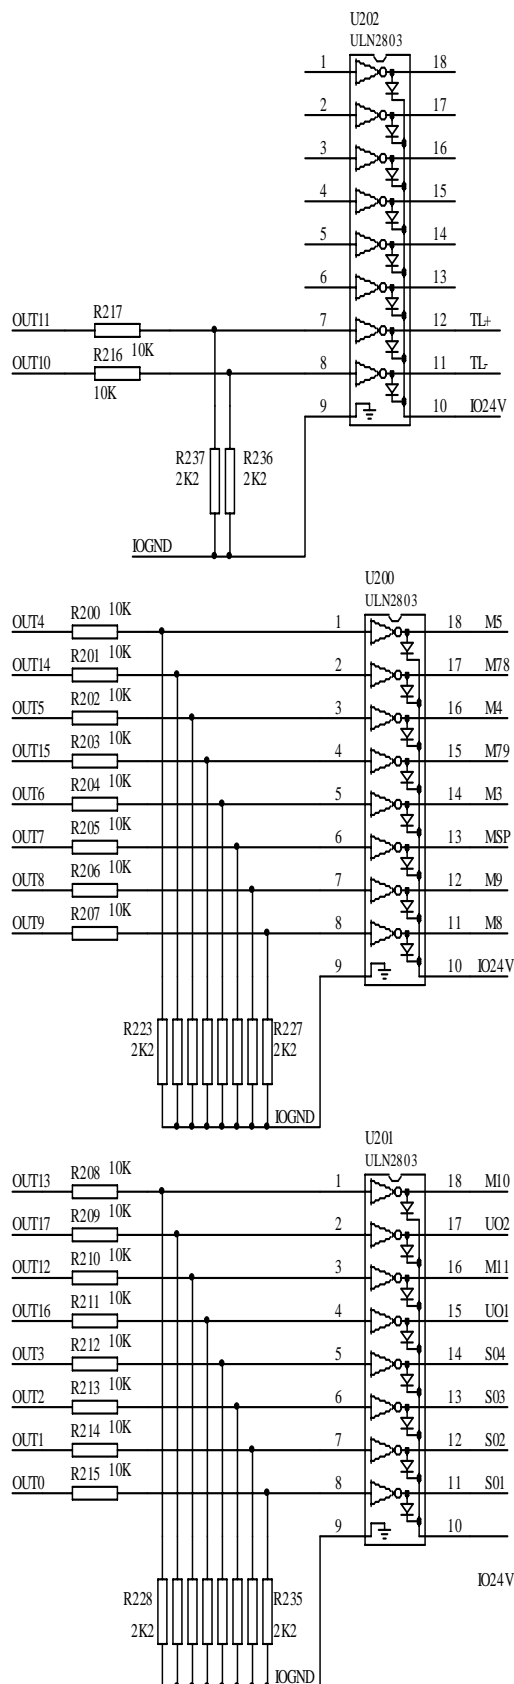 U202
ULN2803
1 18
2 17
3 16
4 15
5 14
6 13
OUT11 R217 10K 7 12 TL+
OUT10 R216 10K 8 11 TL-
9 10 IO24V
R237 R236
2K2 2K2
IOGND
U200
ULN2803
OUT4 R200 10K 1 18 M5
OUT14 R201 10K 2 17 M78
OUT5 R202 10K 3 16 M4
OUT15 R203 10K 4 15 M79
OUT6 R204 10K 5 14 M3
OUT7 R205 10K 6 13 MSP
OUT8 R206 10K 7 12 M9
OUT9 R207 10K 8 11 M8
9 10 IO24V
R223 R227
2K2 2K2
IOGND
U201
ULN2803
OUT13 R208 10K 1 18 M10
OUT17 R209 10K 2 17 UO2
OUT12 R210 10K 3 16 M11
OUT16 R211 10K 4 15 UO1
OUT3 R212 10K 5 14 S04
OUT2 R213 10K 6 13 S03
OUT1 R214 10K 7 12 S02
OUT0 R215 10K 8 11 S01
9 10
IO24V
R228 R235
2K2 2K2
IOGND